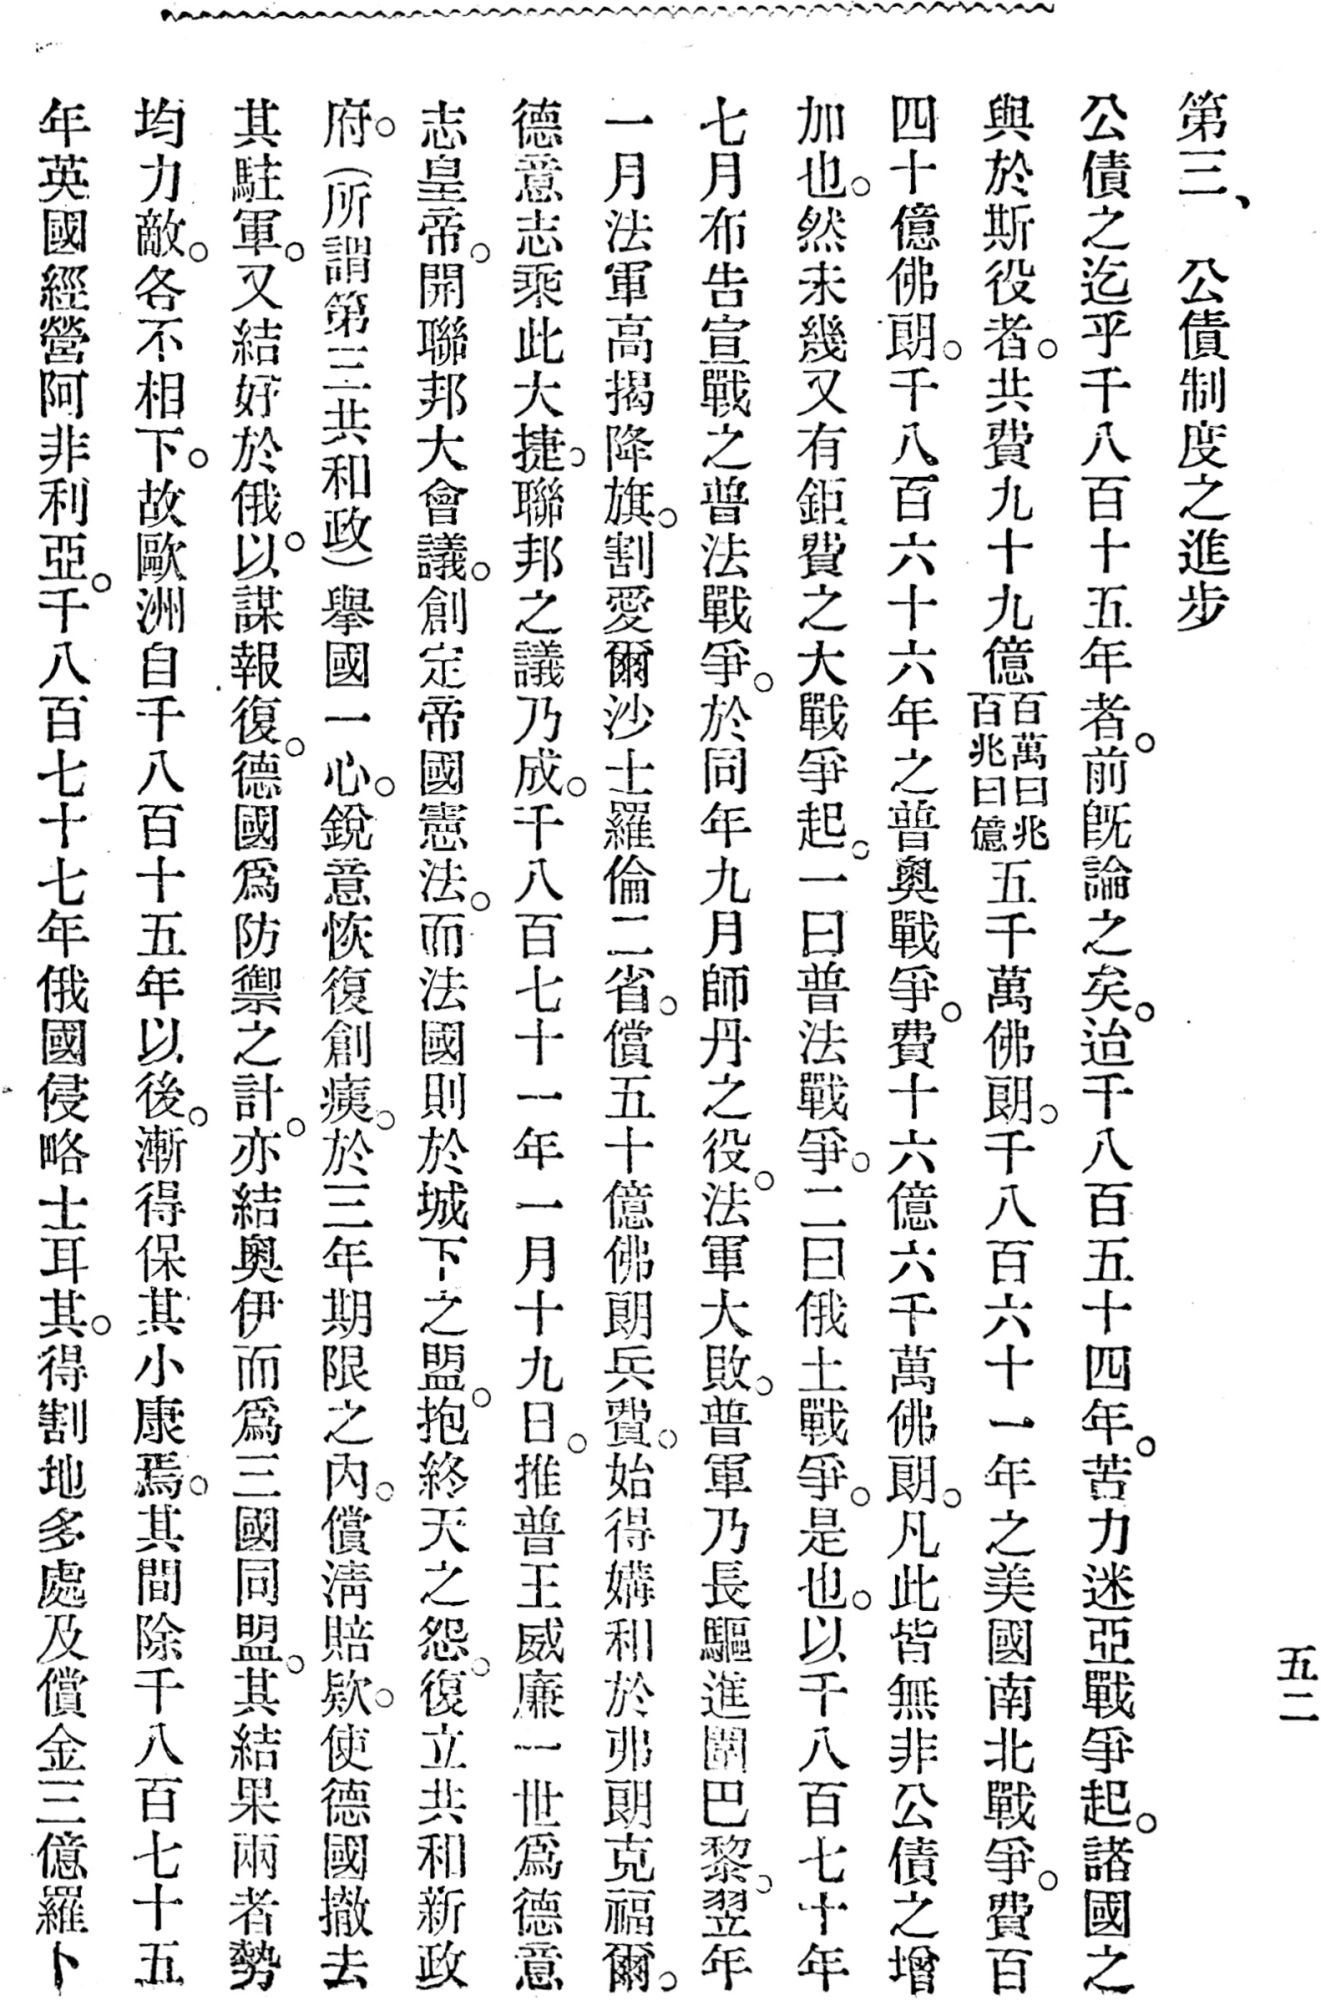 五二
第三、　公債制度之進步
公債之迄乎千八百十五年者。前旣論之矣。迨千八百五十四年。苦力迷亞戰爭起。諸國之
與於斯役者。共費九十九億百萬曰兆百兆曰億五千萬佛朗。千八百六十一年之美國南北戰爭。費百
四十億佛朗。千八百六十六年之普奧戰爭。費十六億六千萬佛朗。凡此皆無非公債之增
加也。然未幾又有鉅費之大戰爭起。一曰普法戰爭。二曰俄土戰爭。是也。以千八百七十年
七月布告宣戰之普法戰爭。於同年九月師丹之役。法軍大敗。普軍乃長驅進圍巴黎。翌年
一月法軍高揭降旗。割愛爾沙士羅倫二省。償五十億佛朗兵費。始得媾和於弗朗克福爾。
德意志乘此大捷。聯邦之議乃成。千八百七十一年一月十九日。推普王威廉一世爲德意
志皇帝。開聯邦大會議。創定帝國憲法。而法國則於城下之盟。抱終天之怨。復立共和新政
府。（所謂第三共和政）舉國一心。銳意恢復創痍。於三年期限之內。償淸賠欵。使德國撤去
其駐軍。又結好於俄。以謀報復。德國爲防禦之計。亦結奧伊而爲三國同盟。其結果兩者勢
均力敵。各不相下。故歐洲自千八百十五年以後。漸得保其小康焉。其間除千八百七十五
年英國經營阿非利亞。千八百七十七年俄國侵略士耳其。得割地多處及償金三億羅卜